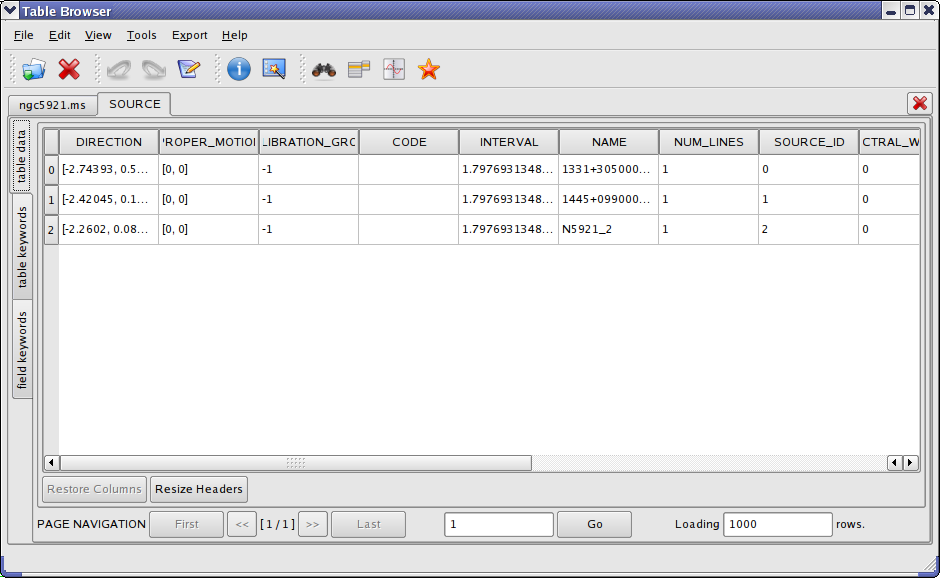 Table Browser
File Edit View Tools Export Help
ngc5921.ms SOURCE
table data
table keywords
field keywords
DIRECTION ROPER_MOTIO LIBRATION_GRO CODE INTERVAL NAME NUM_LINES SOURCE_ID CTRAL_W
0 [-2.74393, 0.5... [0, 0] -1 1.7976931348... 1331+305000... 1 0 0
1 [-2.42045, 0.1... [0, 0] -1 1.7976931348... 1445+099000... 1 1 0
2 [-2.2602, 0.08... [0, 0] -1 1.7976931348... N5921_2 1 2 0
Restore Columns Resize Headers
PAGE NAVIGATION First << [1/1] >> Last 1 Go Loading 1000 rows.